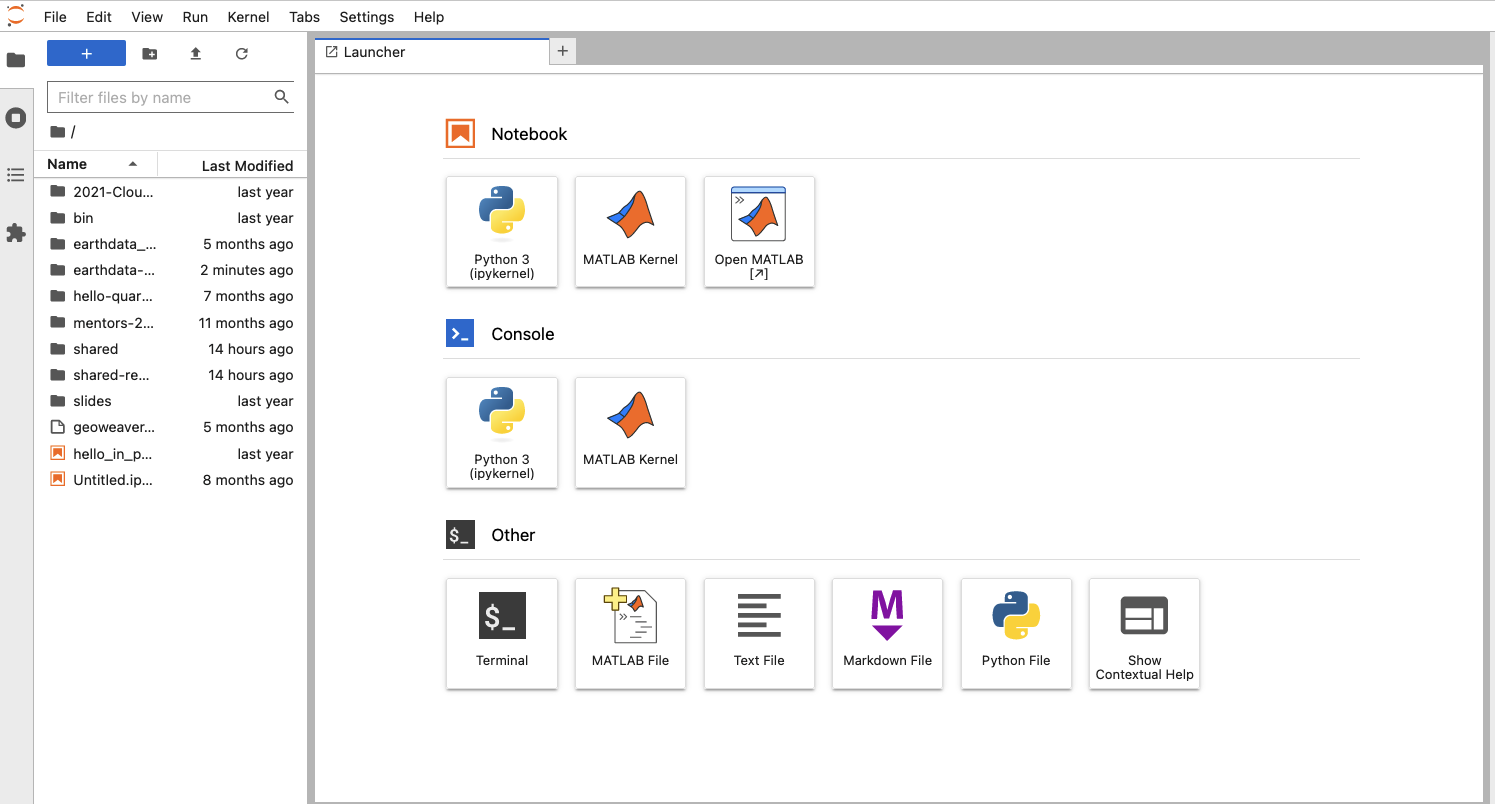 File Edit View Run Kernel Tabs Settings Help
+
Launcher
+
Filter files by name
/
Name Last Modified
2021-Clou... last year
bin last year
earthdata_... 5 months ago
earthdata-... 2 minutes ago
hello-quar... 7 months ago
mentors-2... 11 months ago
shared 14 hours ago
shared-re... 14 hours ago
slides last year
geoweaver... 5 months ago
hello_in_p... last year
Untitled.ip... 8 months ago
Notebook
Python 3
(ipykernel)
MATLAB Kernel
>>
Open MATLAB
[↗]
>_ Console
Python 3
(ipykernel)
MATLAB Kernel
$_ Other
$_
Terminal
>>
MATLAB File
Text File
M
Markdown File
Python File
Show
Contextual Help